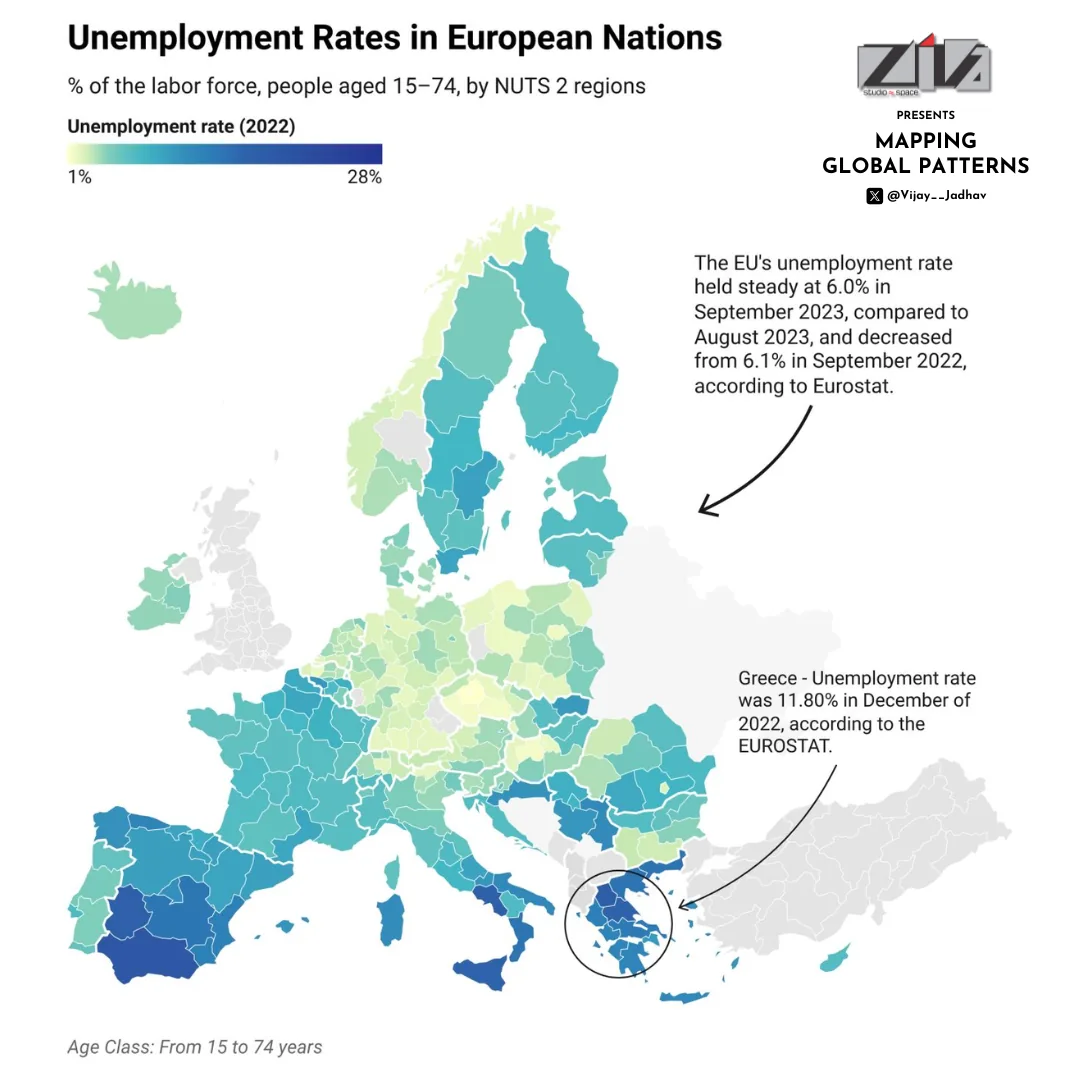 Unemployment Rates in European Nations
% of the labor force, people aged 15–74, by NUTS 2 regions
Unemployment rate (2022)
1%
28%
ZIVA
studio space
PRESENTS
MAPPING
GLOBAL PATTERNS
X @Vijay__Jadhav
The EU's unemployment rate
held steady at 6.0% in
September 2023, compared to
August 2023, and decreased
from 6.1% in September 2022,
according to Eurostat.
Greece - Unemployment rate
was 11.80% in December of
2022, according to the
EUROSTAT.
Age Class: From 15 to 74 years